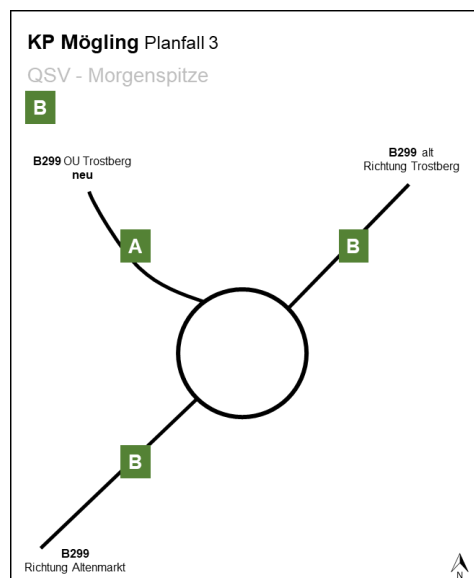 KP Mögling Planfall 3
QSV - Morgenspitze
B
B299 OU Trostberg
neu
B299 alt
Richtung Trostberg
A
B
B
B299
Richtung Altenmarkt
N